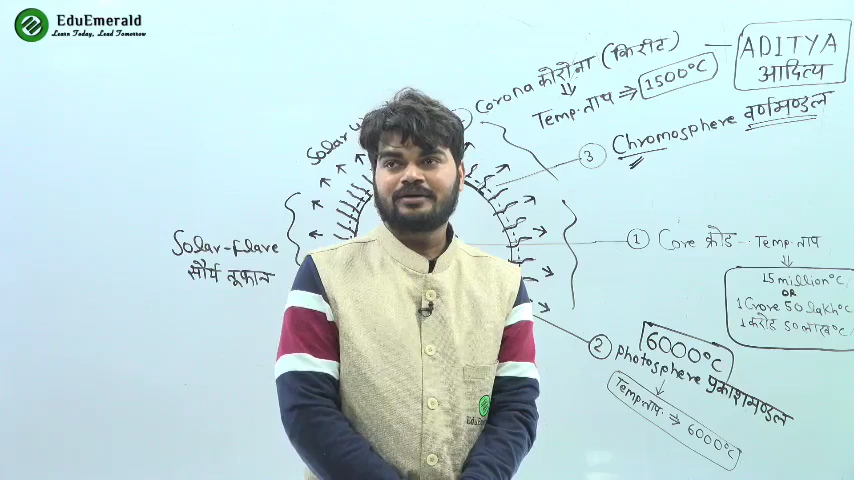 EduEmerald
Learn Today, Lead Tomorrow
Corona कोरोना (किरीट)
Temp. ताप ⇒ 1500°C
ADITYA
आदित्य
3 Chromosphere वर्णमण्डल
Solar
Solar-flare
सौर्य तूफान
1 Core क्रोड - Temp. ताप
15 million°C
OR
1 Crore 50 lakh°C
1 करोड़ 50 लाख°C
6000°C
2 photosphere प्रकाशमण्डल
Temp. ताप. ⇒ 6000°C